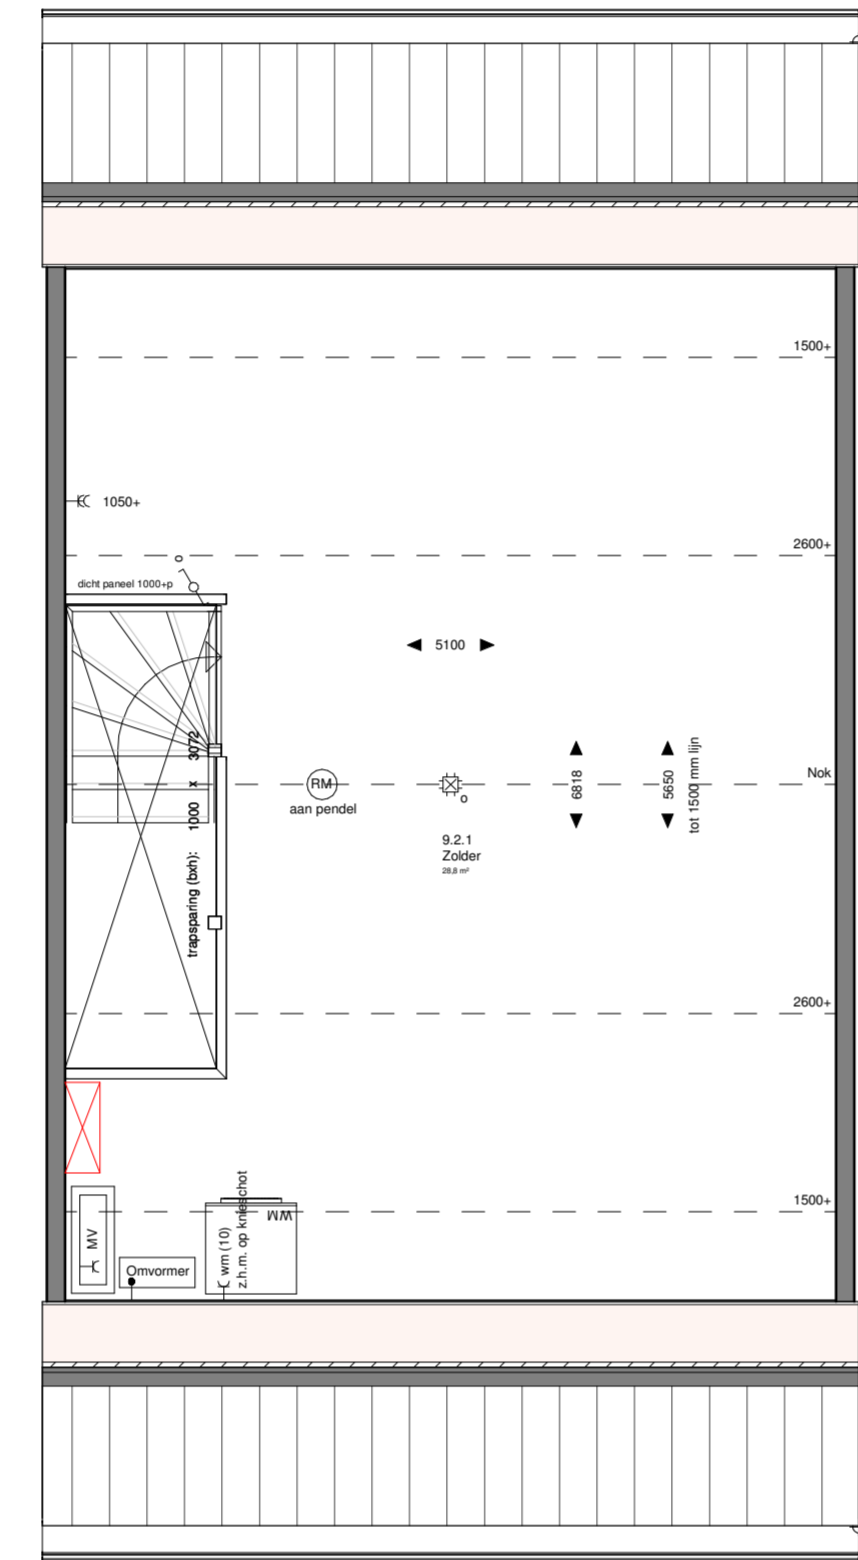 1500+
1050+
2600+
dicht paneel 1000+p
5100
trapsparing (bxh): 1000 x 3072
RM
aan pendel
6818
5650
tot 1500 mm lijn
Nok
9.2.1
Zolder
28,8 m²
2600+
1500+
MV
Omvormer
wm (10)
z.h.m. op knieschot
WM